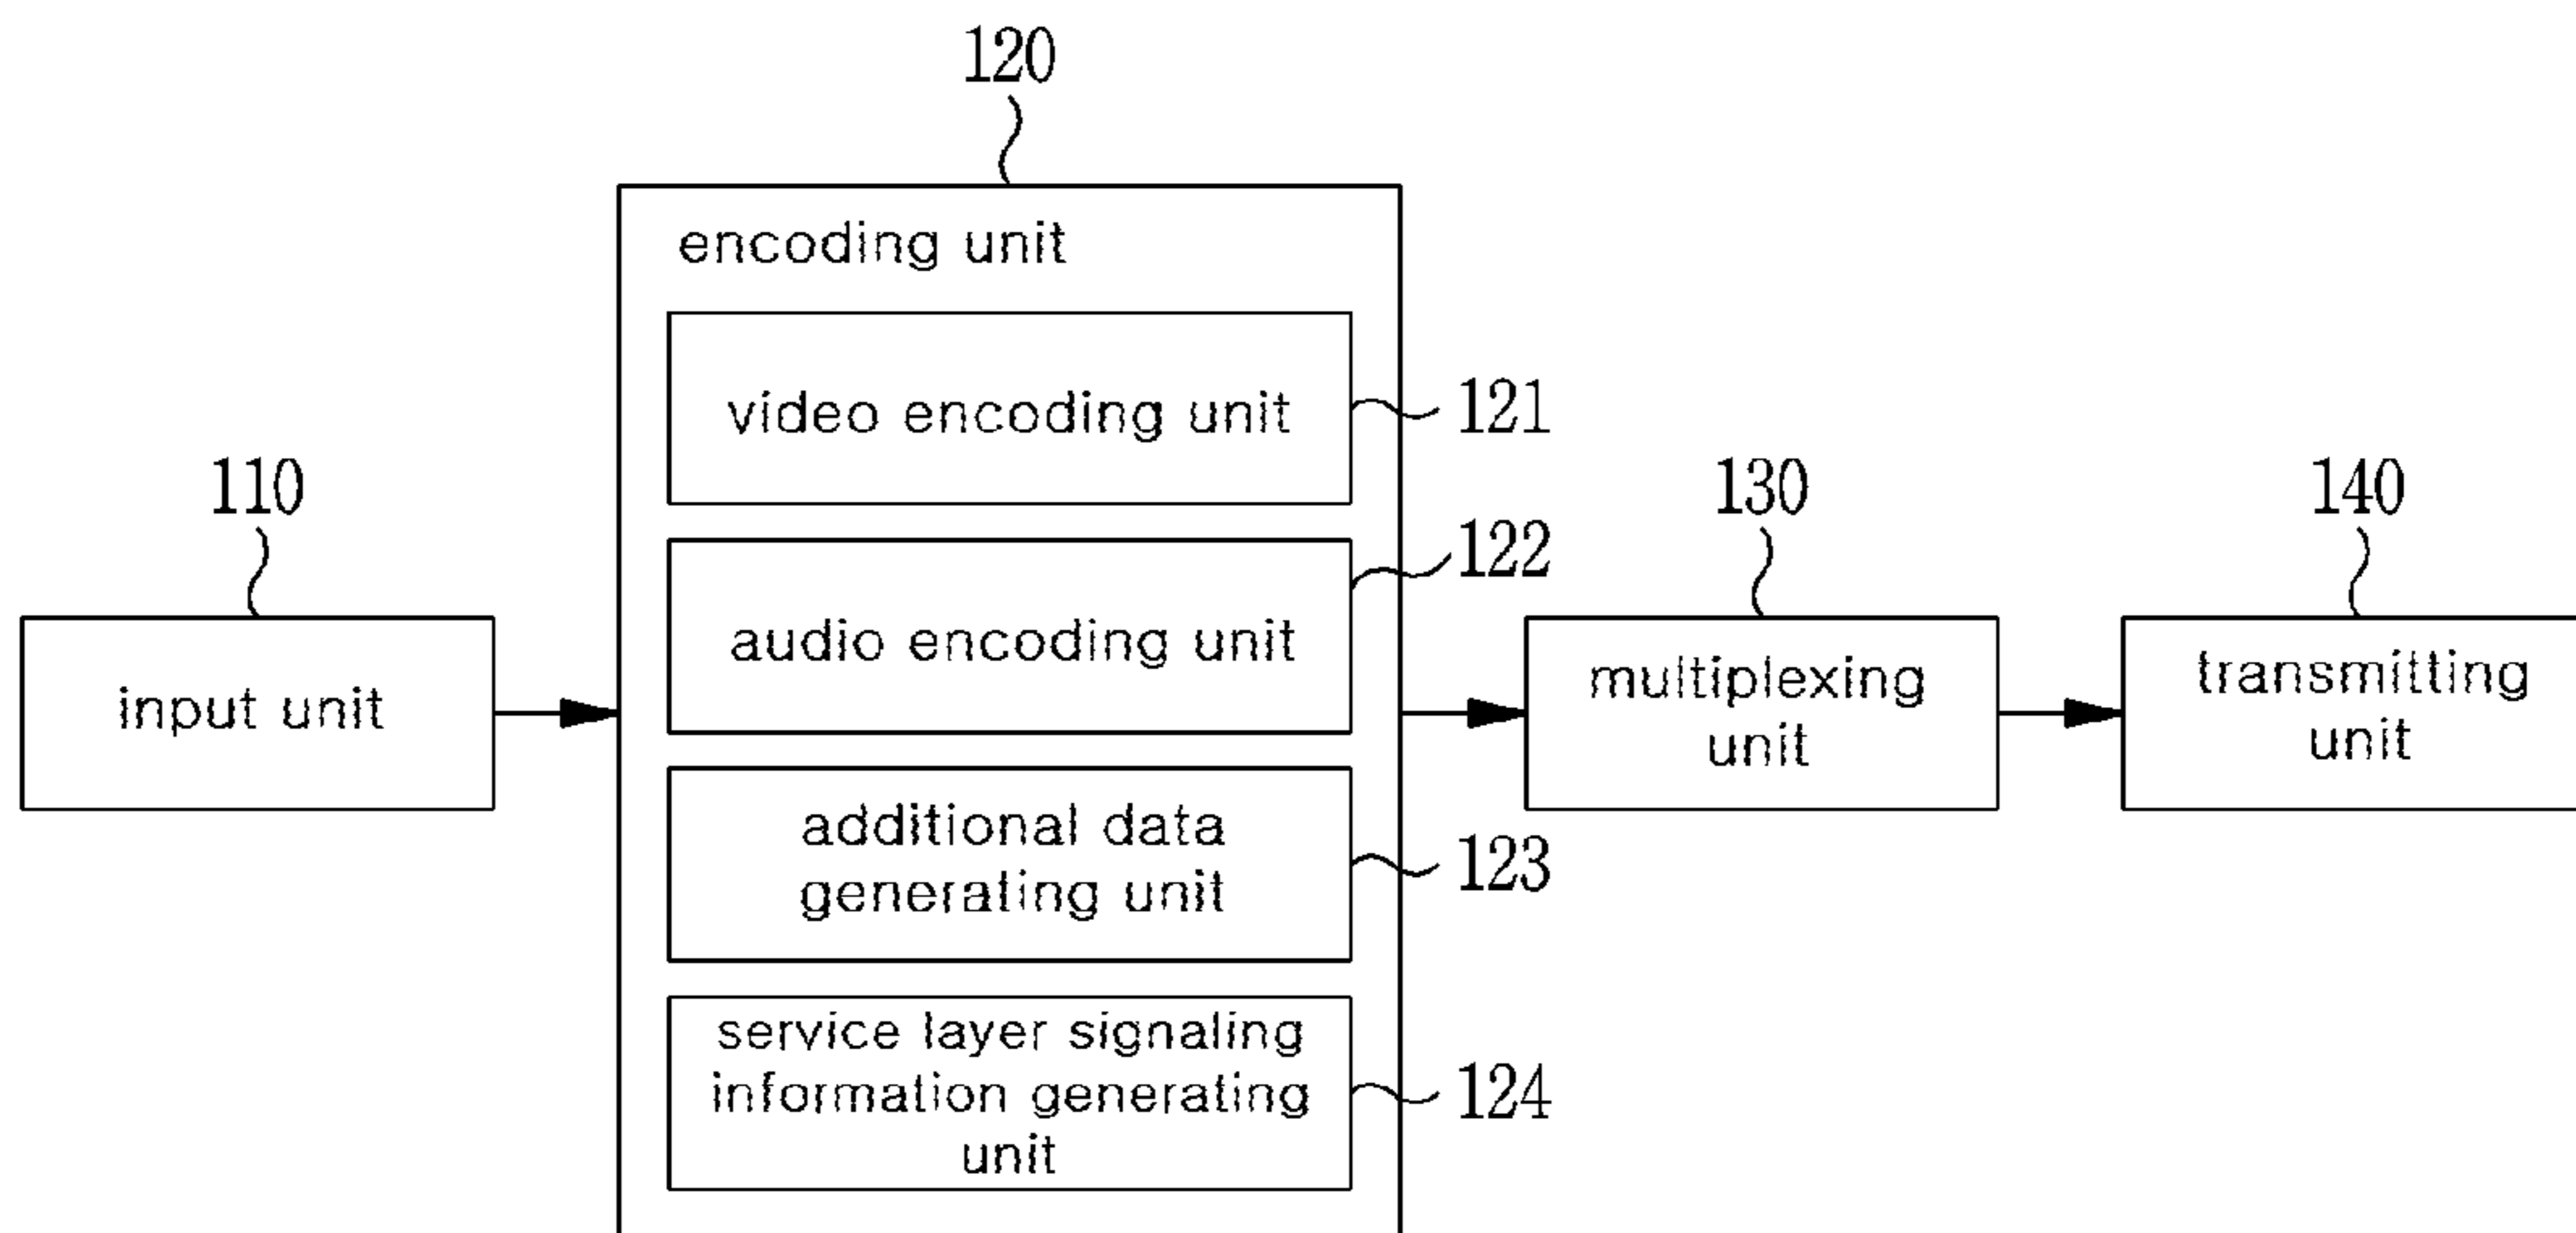 120
encoding unit
video encoding unit
121
110
130
140
122
audio encoding unit
input unit
multiplexing
unit
transmitting
unit
additional data
generating unit
123
service layer signaling
information generating
unit
124